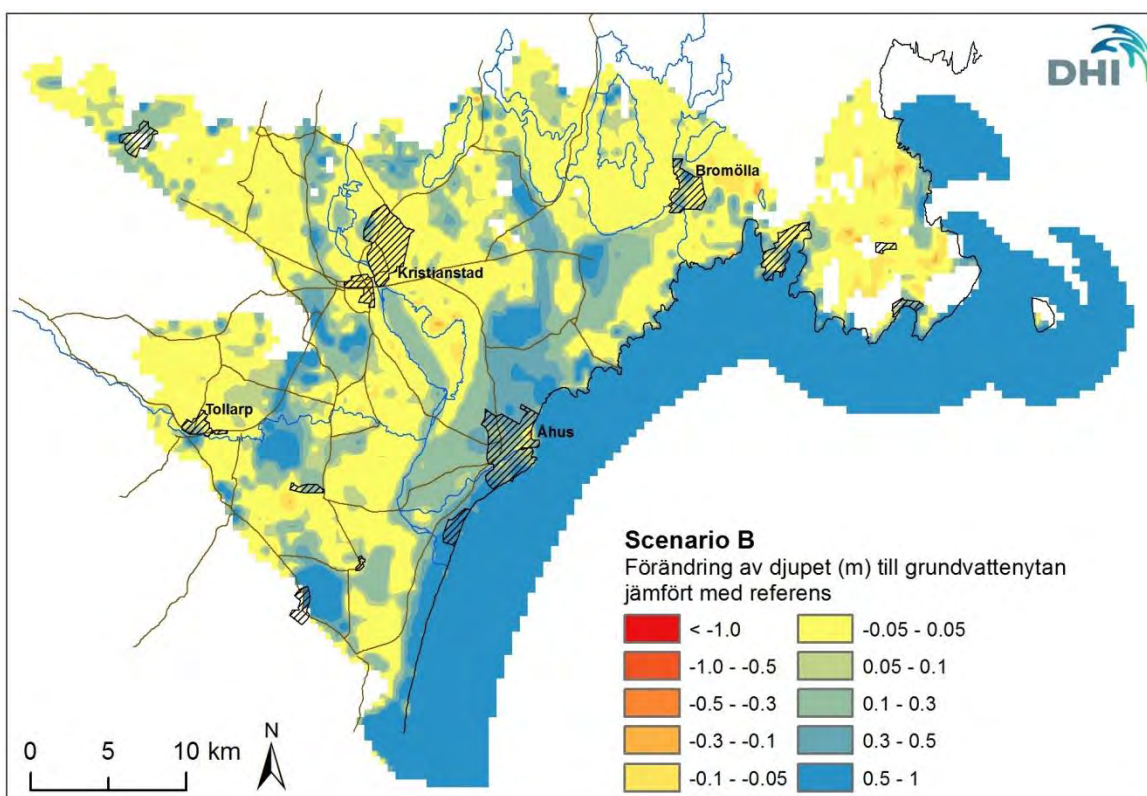 DHI
Bromölla
Kristianstad
Tollarp
Åhus
Scenario B
Förändring av djupet (m) till grundvattenytan
jämfört med referens
< -1.0
-1.0 - -0.5
-0.5 - -0.3
-0.3 - -0.1
-0.1 - -0.05
-0.05 - 0.05
0.05 - 0.1
0.1 - 0.3
0.3 - 0.5
0.5 - 1
0 5 10 km
N